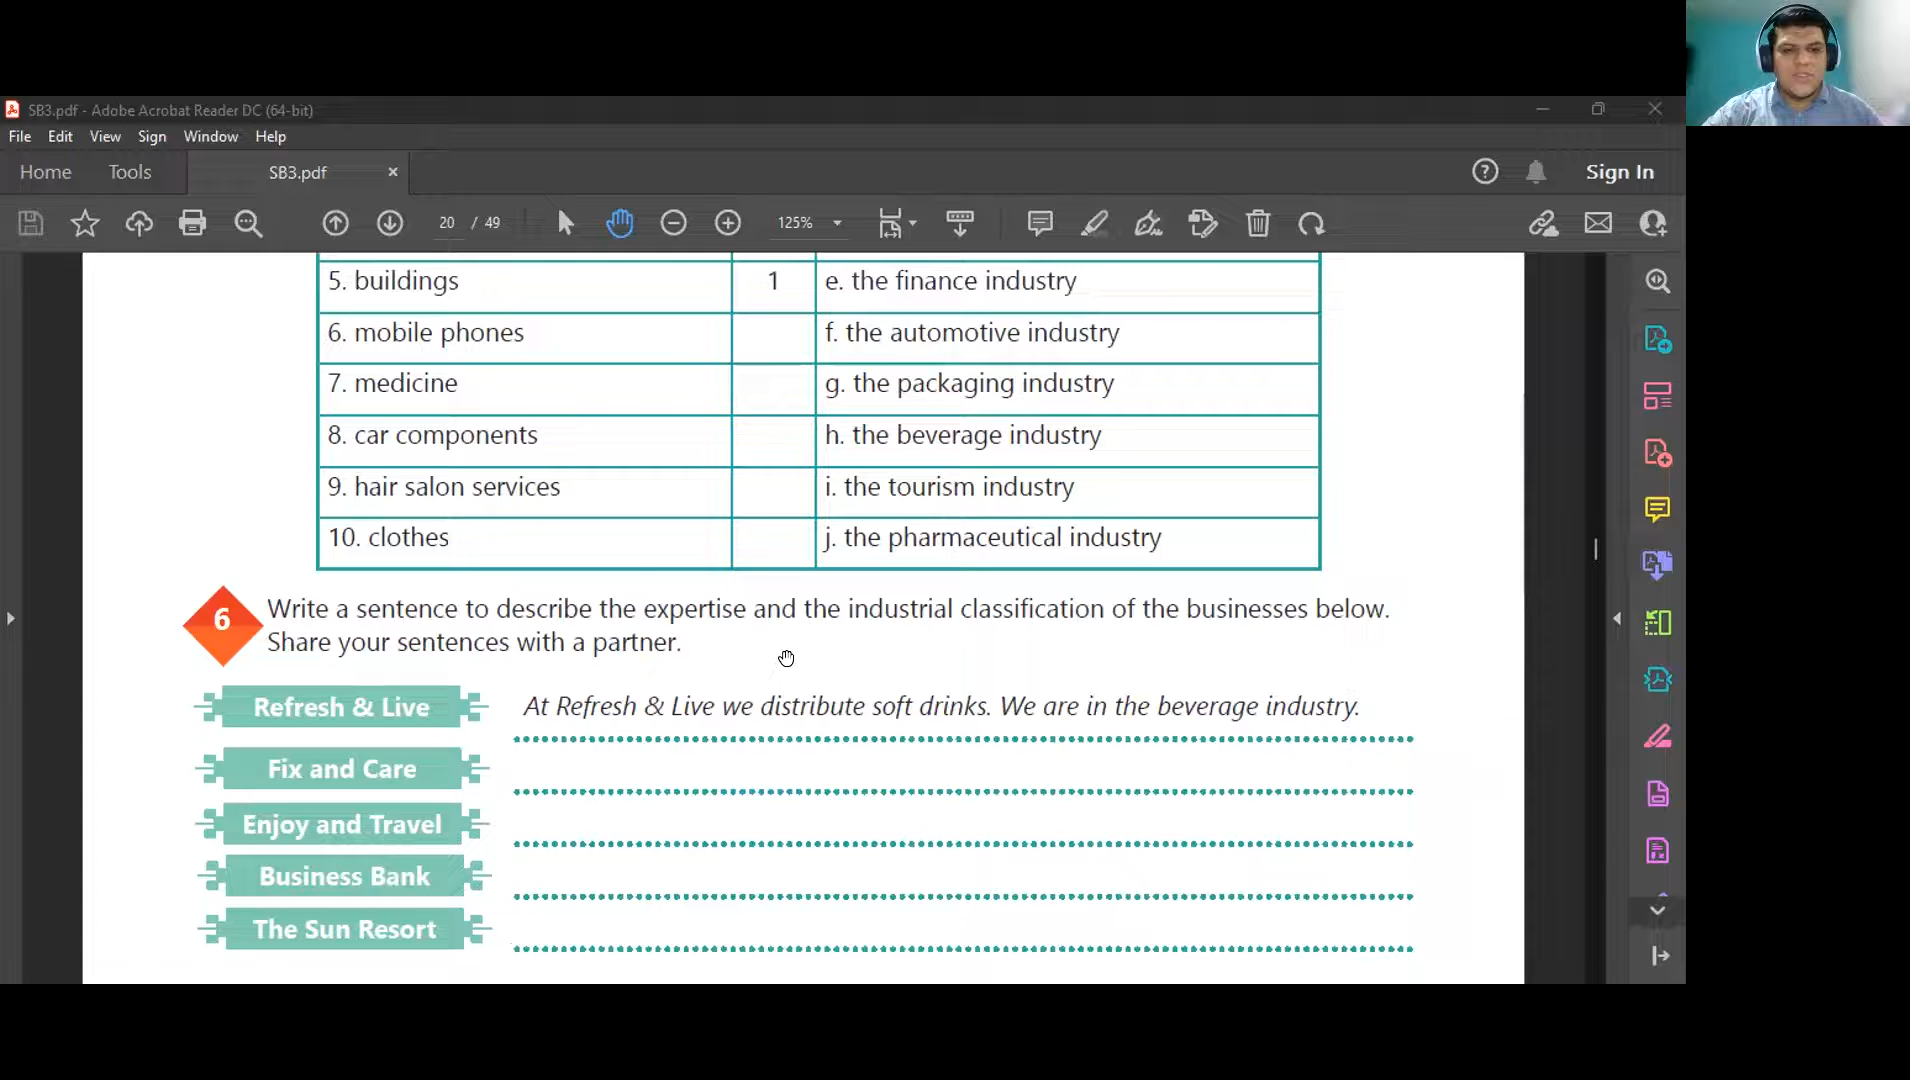 SB3.pdf - Adobe Acrobat Reader DC (64-bit)
File Edit View Sign Window Help
Home Tools SB3.pdf × Sign In
20 / 49 125%
5. buildings 1 e. the finance industry
6. mobile phones f. the automotive industry
7. medicine g. the packaging industry
8. car components h. the beverage industry
9. hair salon services i. the tourism industry
10. clothes j. the pharmaceutical industry
6 Write a sentence to describe the expertise and the industrial classification of the businesses below.
Share your sentences with a partner.
Refresh & Live At Refresh & Live we distribute soft drinks. We are in the beverage industry.
Fix and Care
Enjoy and Travel
Business Bank
The Sun Resort